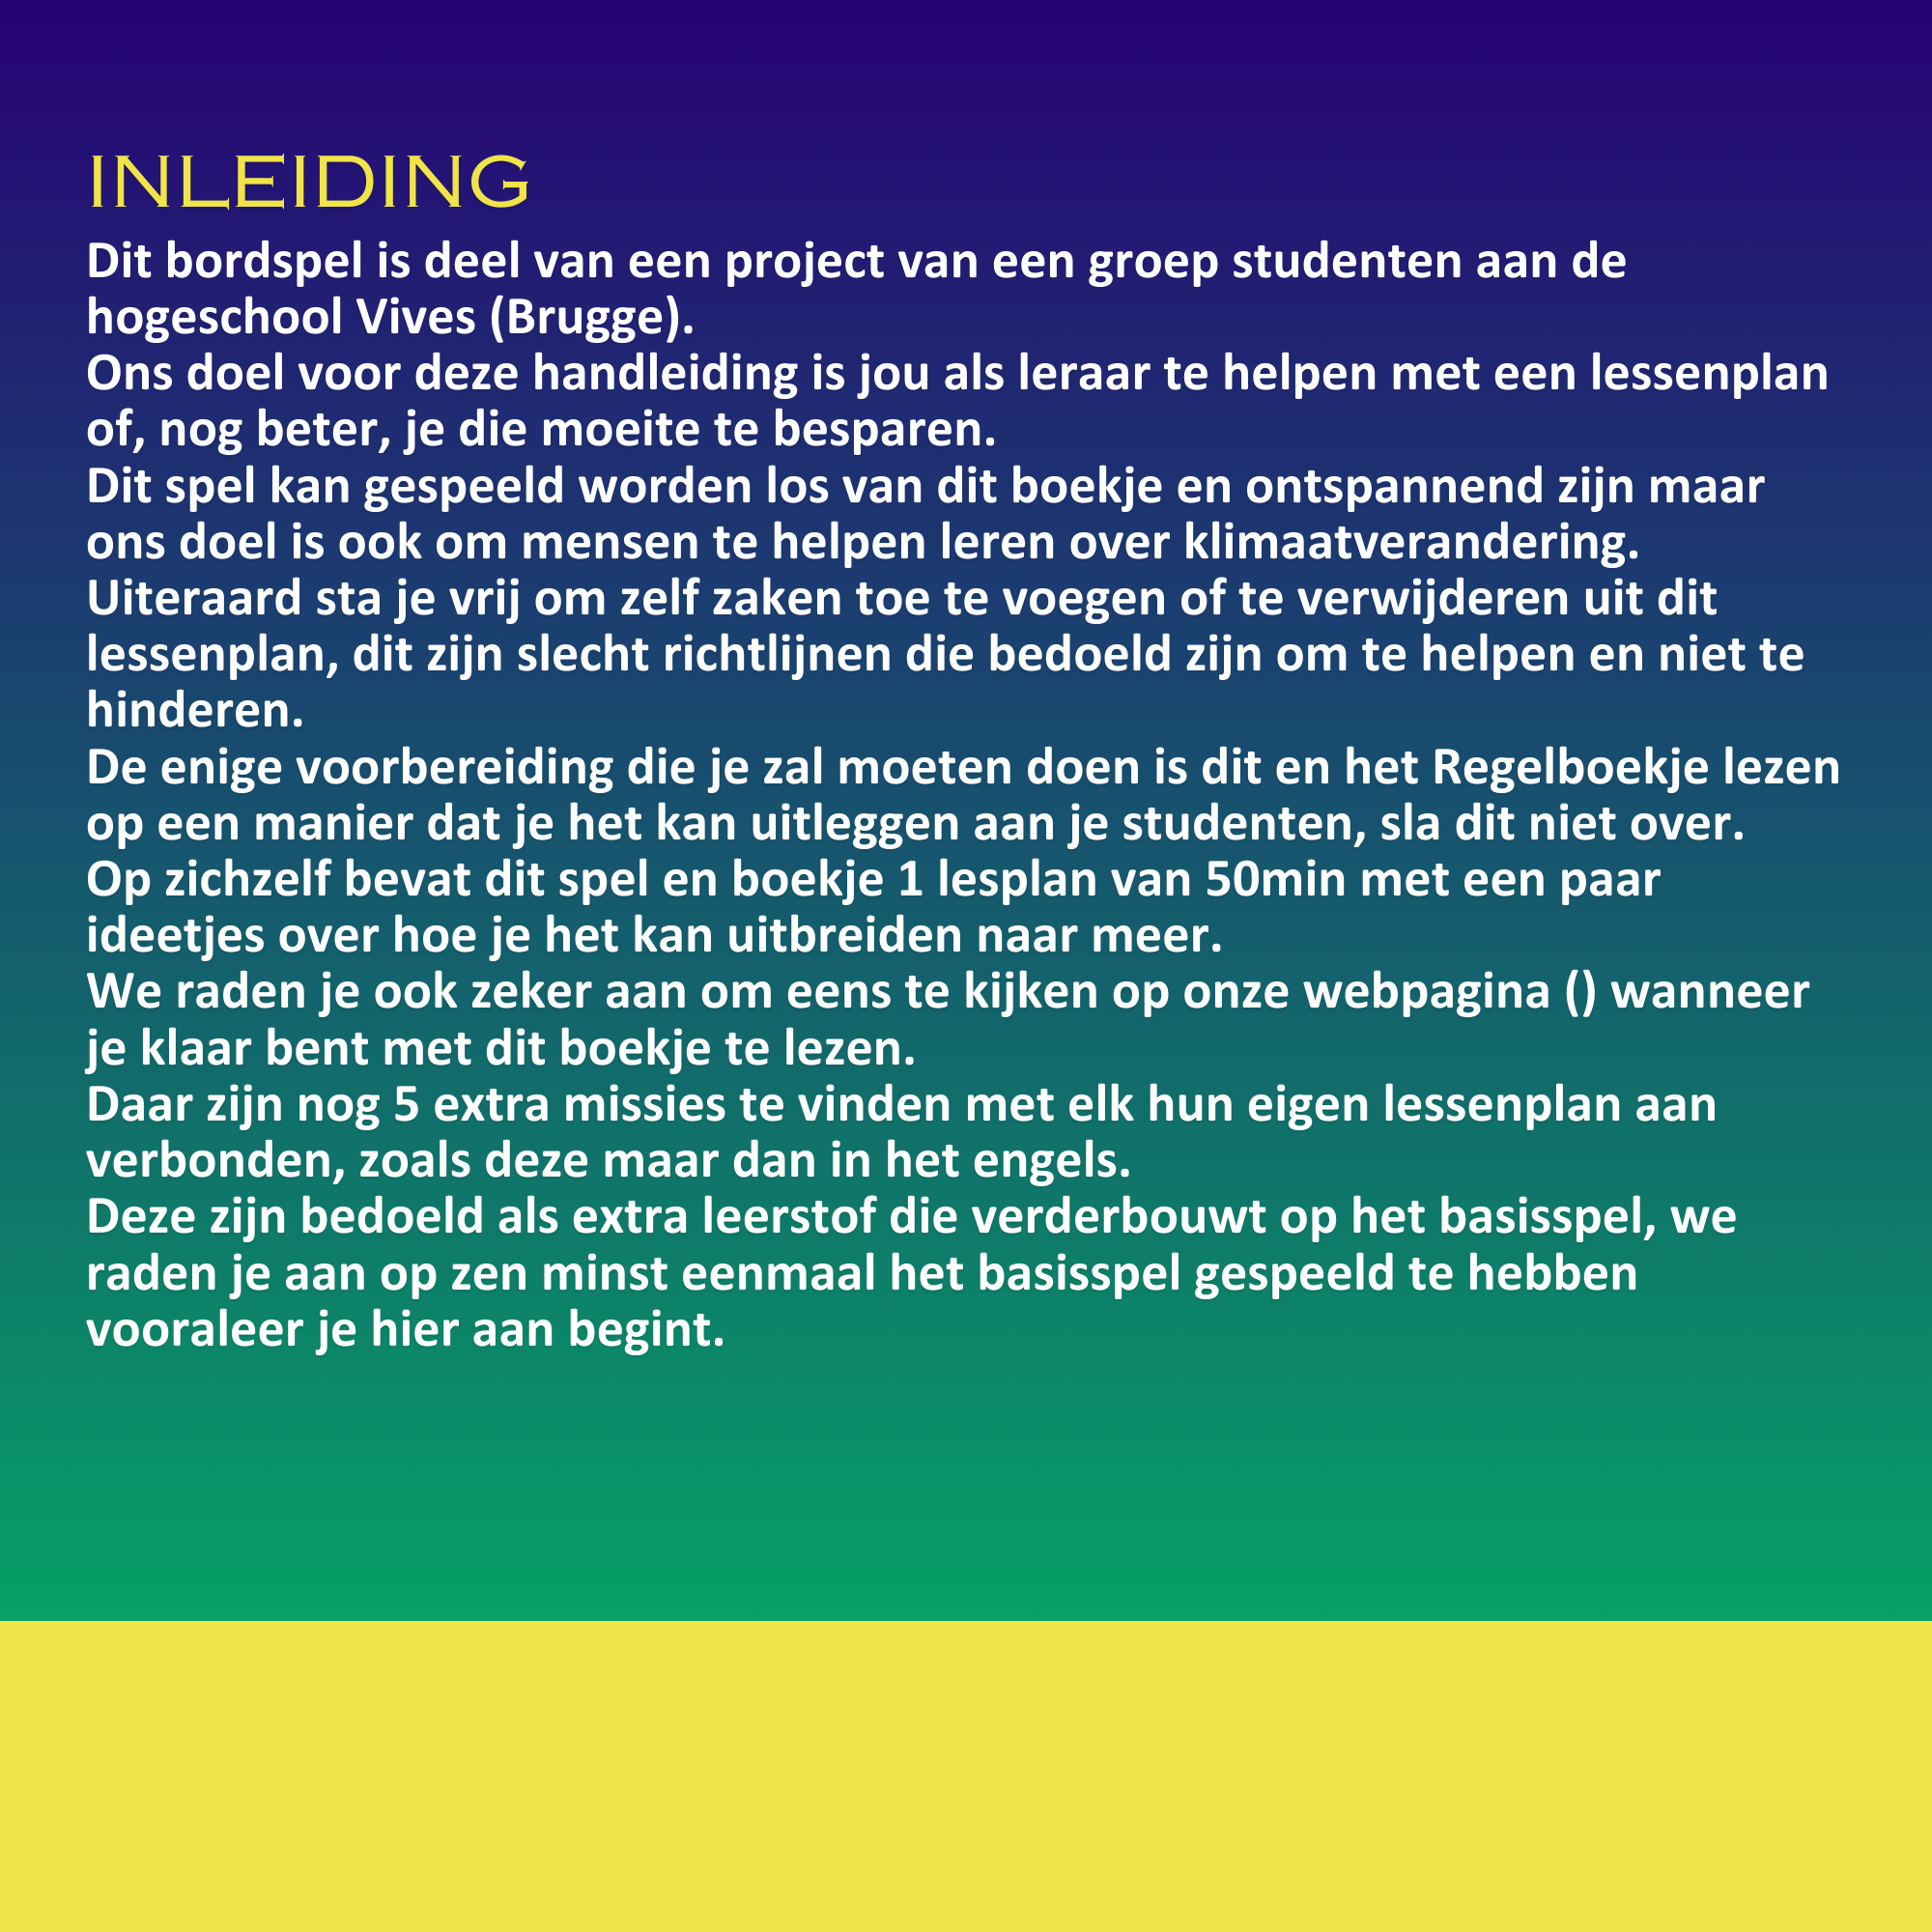 INLEIDING
Dit bordspel is deel van een project van een groep studenten aan de
hogeschool Vives (Brugge).
Ons doel voor deze handleiding is jou als leraar te helpen met een lessenplan
of, nog beter, je die moeite te besparen.
Dit spel kan gespeeld worden los van dit boekje en ontspannend zijn maar
ons doel is ook om mensen te helpen leren over klimaatverandering.
Uiteraard sta je vrij om zelf zaken toe te voegen of te verwijderen uit dit
lessenplan, dit zijn slecht richtlijnen die bedoeld zijn om te helpen en niet te
hinderen.
De enige voorbereiding die je zal moeten doen is dit en het Regelboekje lezen
op een manier dat je het kan uitleggen aan je studenten, sla dit niet over.
Op zichzelf bevat dit spel en boekje 1 lesplan van 50min met een paar
ideetjes over hoe je het kan uitbreiden naar meer.
We raden je ook zeker aan om eens te kijken op onze webpagina () wanneer
je klaar bent met dit boekje te lezen.
Daar zijn nog 5 extra missies te vinden met elk hun eigen lessenplan aan
verbonden, zoals deze maar dan in het engels.
Deze zijn bedoeld als extra leerstof die verderbouwt op het basisspel, we
raden je aan op zen minst eenmaal het basisspel gespeeld te hebben
vooraleer je hier aan begint.